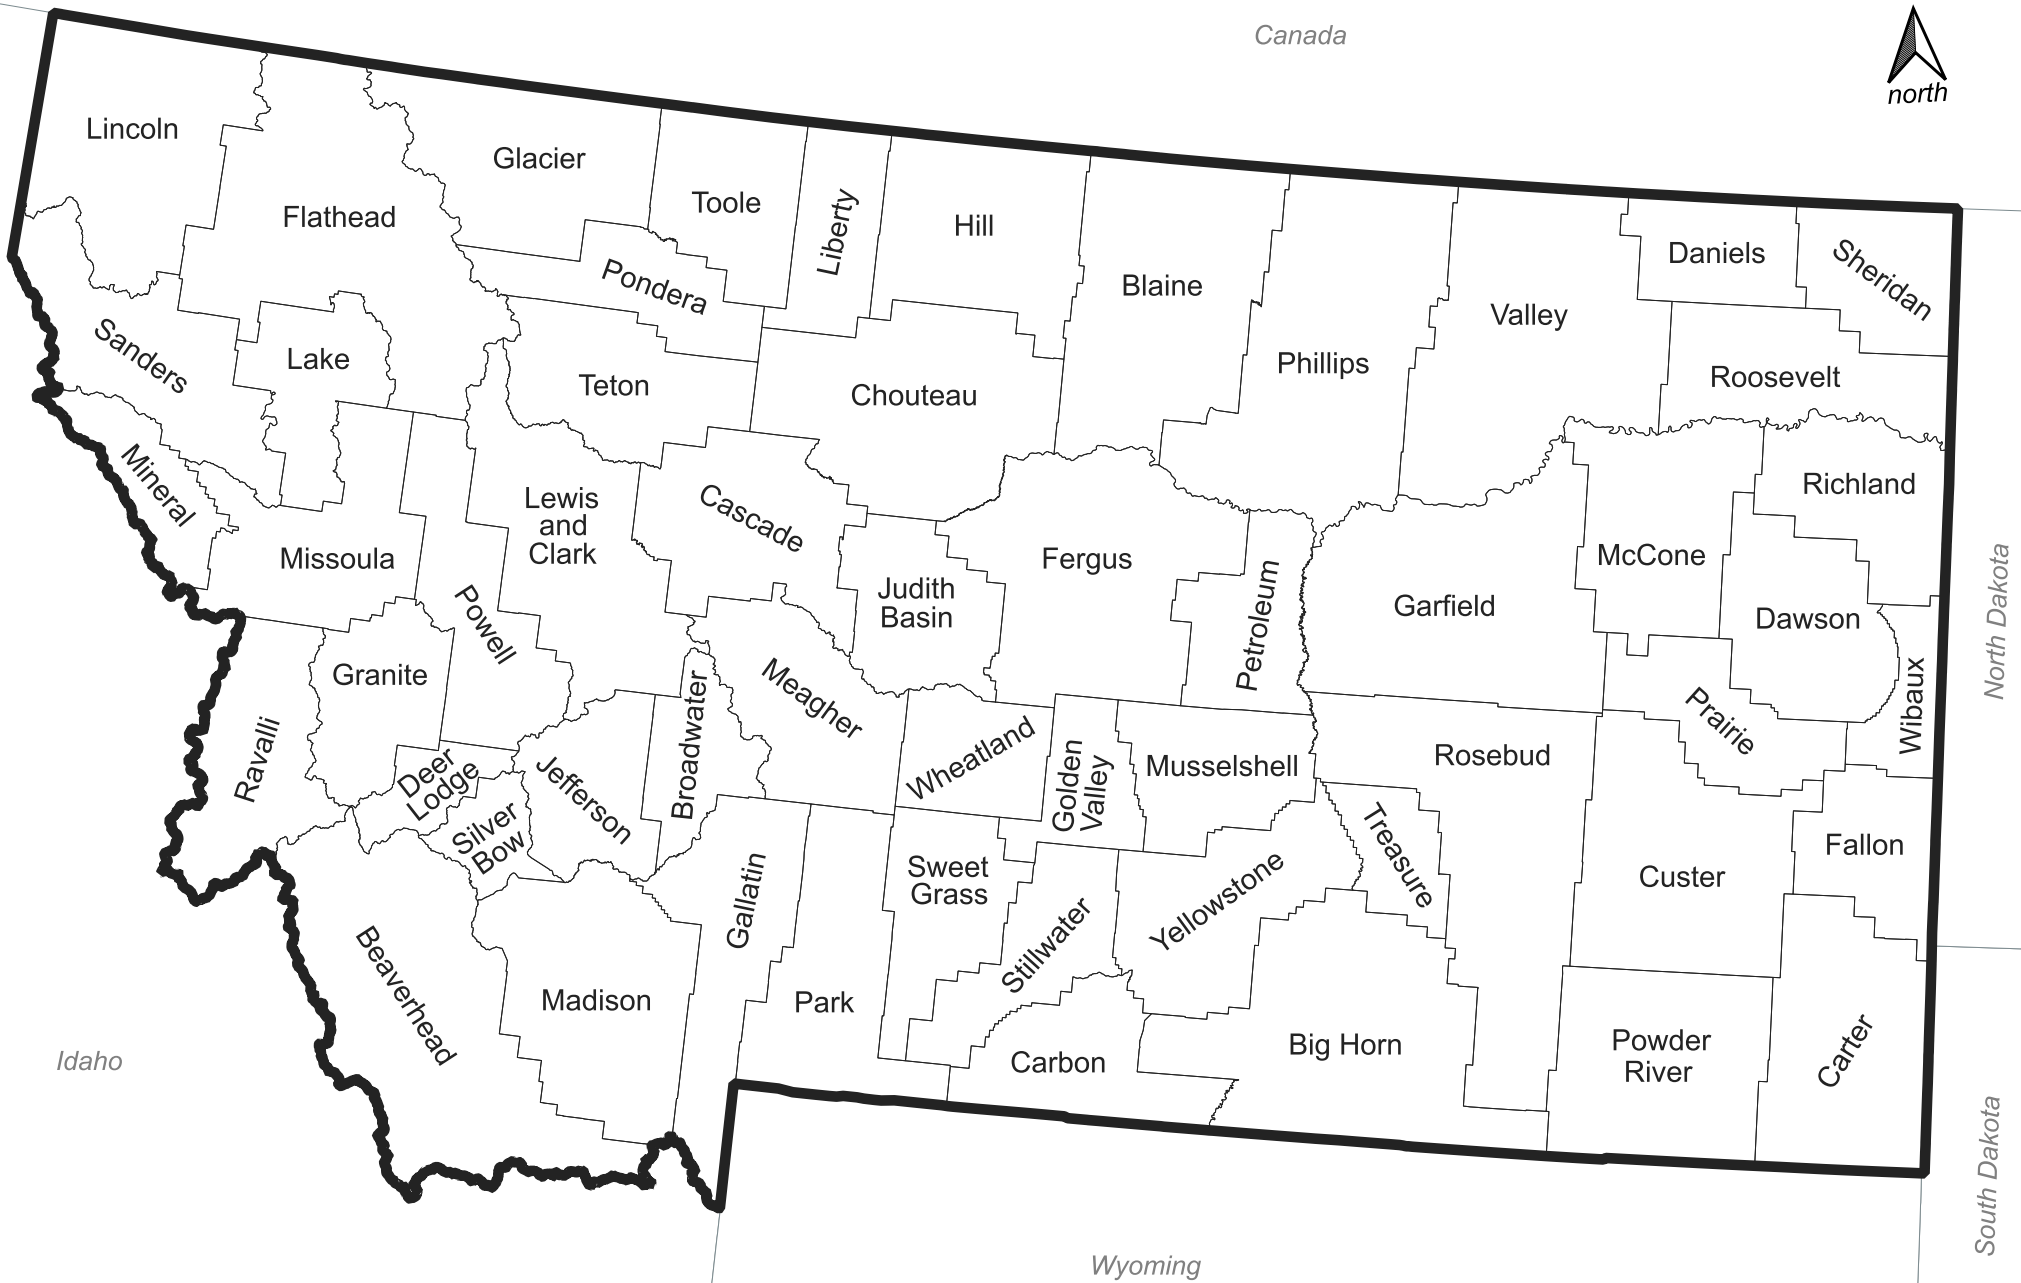 Canada
north
Lincoln
Glacier
Toole
Liberty
Flathead
Hill
Daniels
Sheridan
Pondera
Blaine
Valley
Sanders
Lake
Teton
Chouteau
Phillips
Roosevelt
Mineral
Lewis
and
Clark
Cascade
Richland
Missoula
Judith
Basin
Fergus
Petroleum
Garfield
McCone
Dawson
North Dakota
Powell
Granite
Ravalli
Meagher
Broadwater
Wibaux
Prairie
Deer
Lodge
Jefferson
Wheatland
Golden
Valley
Musselshell
Rosebud
Silver
Bow
Treasure
Fallon
Gallatin
Sweet
Grass
Yellowstone
Custer
Stillwater
Beaverhead
Madison
Park
Carbon
Big Horn
Powder
River
Carter
Idaho
South Dakota
Wyoming